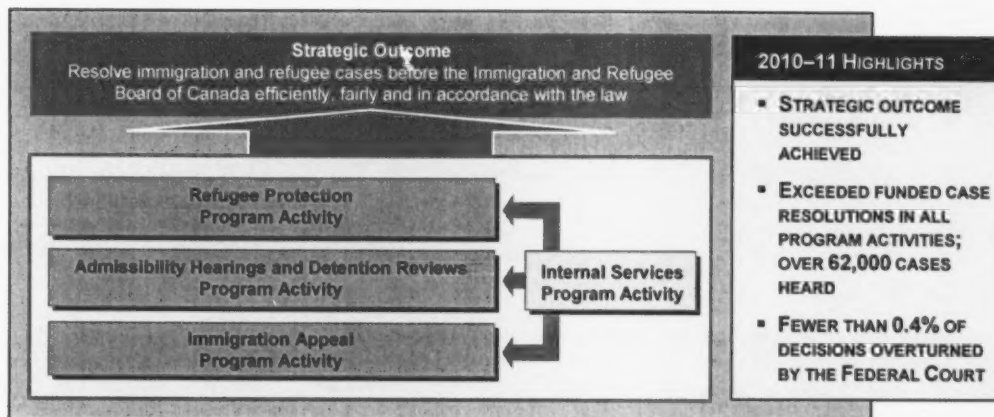 Strategic Outcome
Resolve immigration and refugee cases before the Immigration and Refugee
Board of Canada efficiently, fairly and in accordance with the law
Refugee Protection
Program Activity
Admissibility Hearings and Detention Reviews
Program Activity
Immigration Appeal
Program Activity
Internal Services
Program Activity
2010–11 HIGHLIGHTS
▪ STRATEGIC OUTCOME
SUCCESSFULLY
ACHIEVED
▪ EXCEEDED FUNDED CASE
RESOLUTIONS IN ALL
PROGRAM ACTIVITIES;
OVER 62,000 CASES
HEARD
▪ FEWER THAN 0.4% OF
DECISIONS OVERTURNED
BY THE FEDERAL COURT